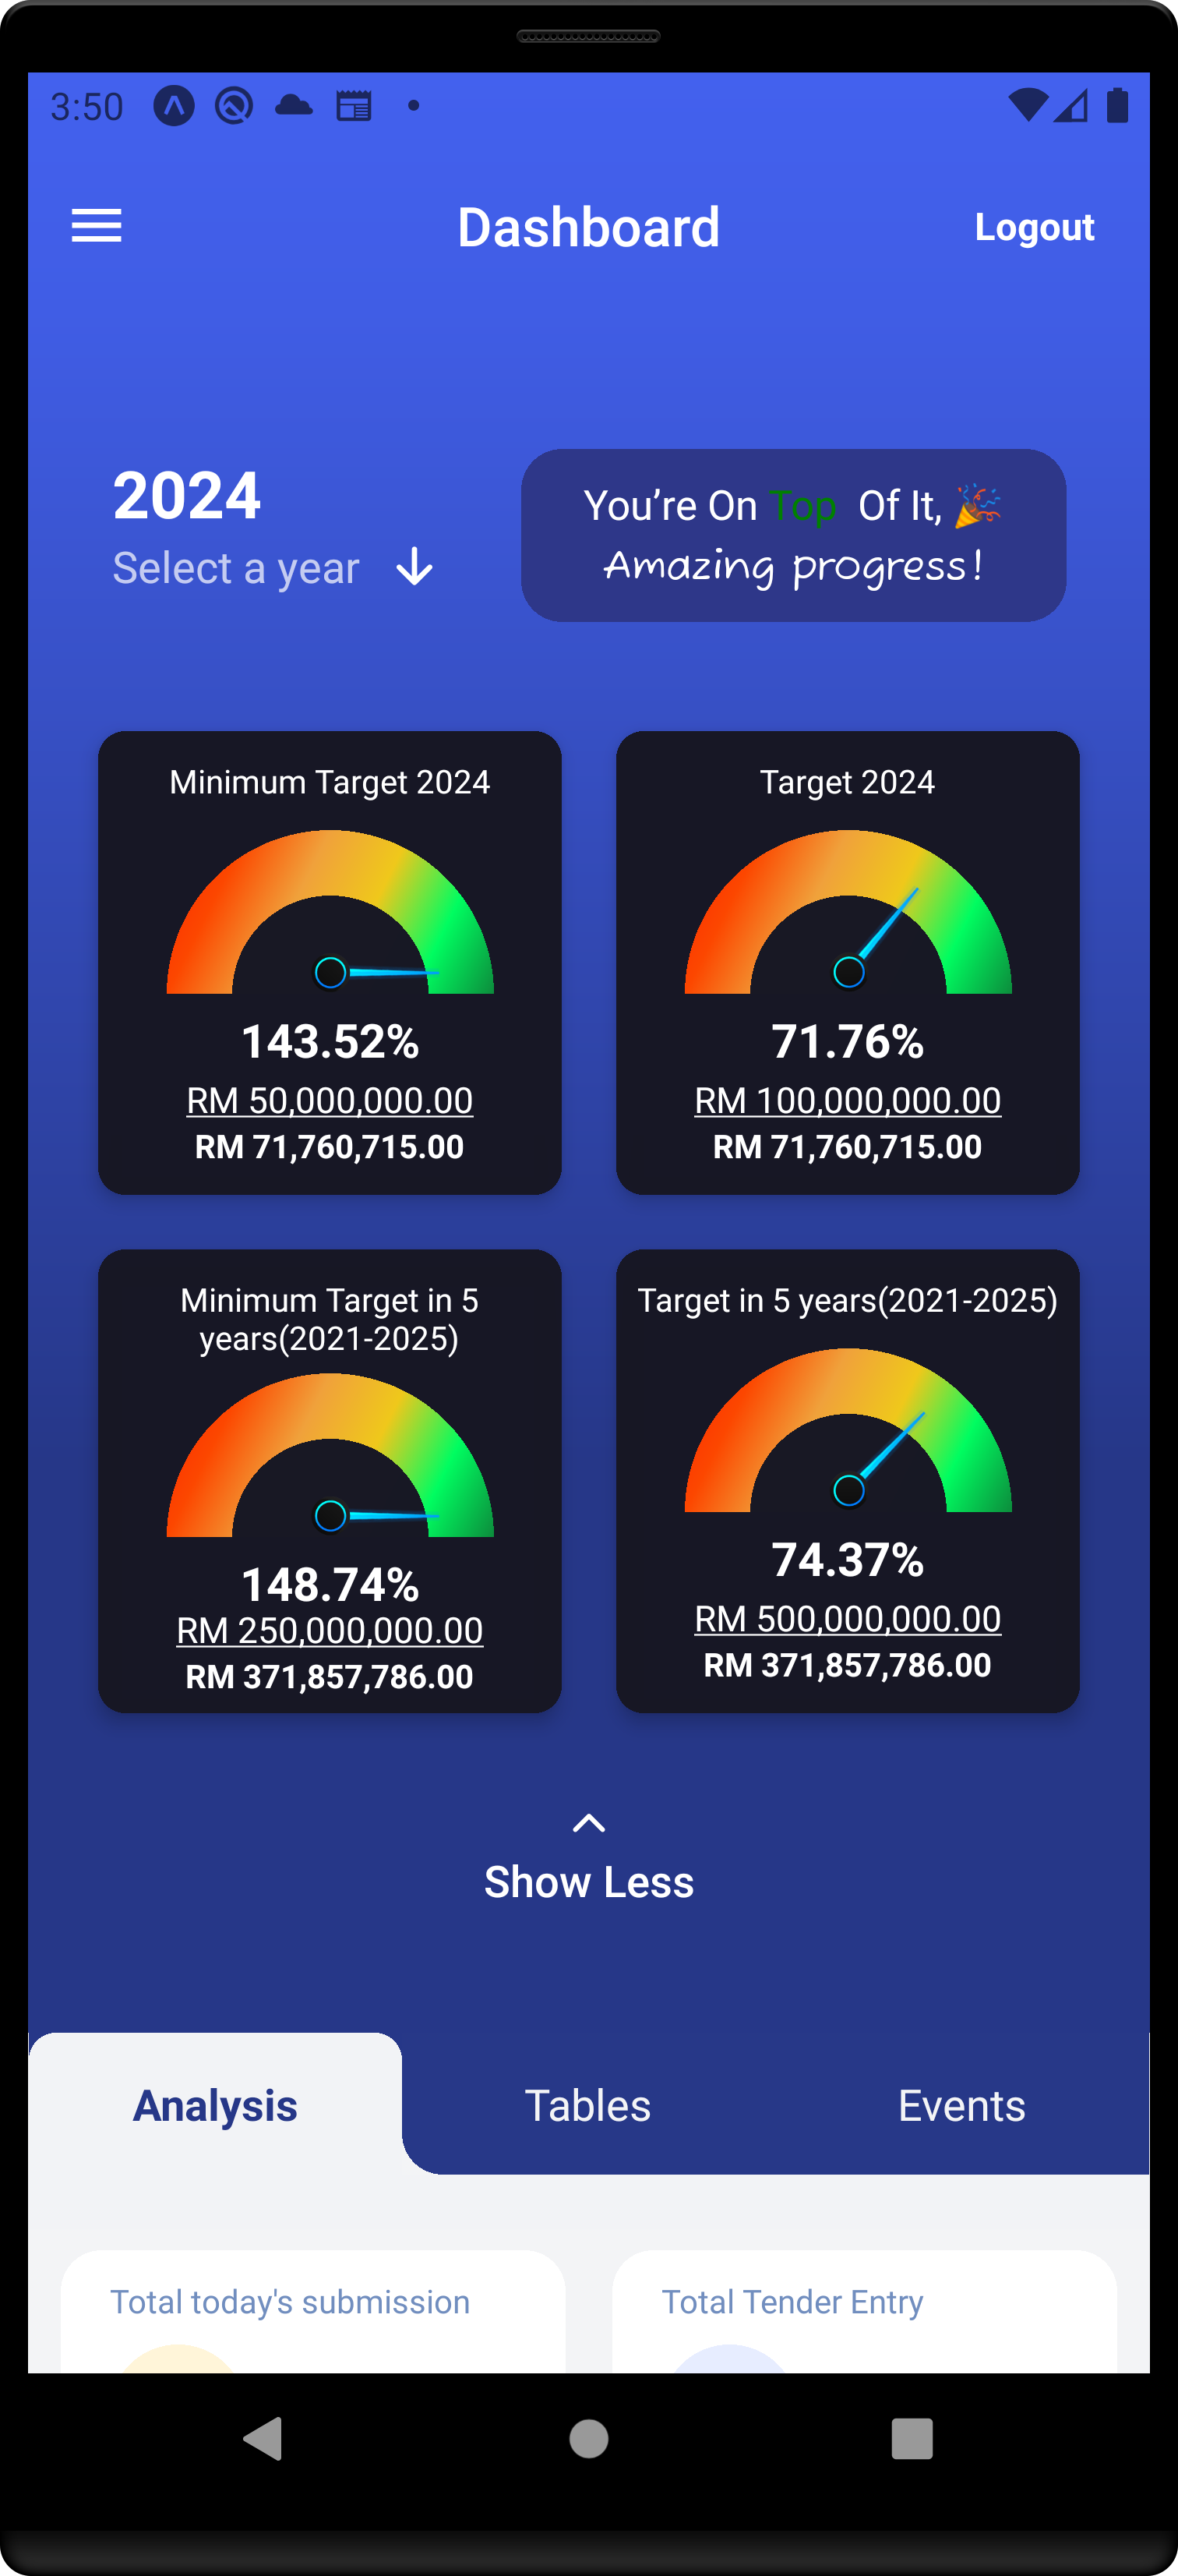 3:50
Dashboard
Logout
2024
Select a year
You’re On Top Of It, 🎉
Amazing progress!
Minimum Target 2024
143.52%
RM 50,000,000.00
RM 71,760,715.00
Target 2024
71.76%
RM 100,000,000.00
RM 71,760,715.00
Minimum Target in 5
years(2021-2025)
148.74%
RM 250,000,000.00
RM 371,857,786.00
Target in 5 years(2021-2025)
74.37%
RM 500,000,000.00
RM 371,857,786.00
Show Less
Analysis
Tables
Events
Total today's submission
Total Tender Entry